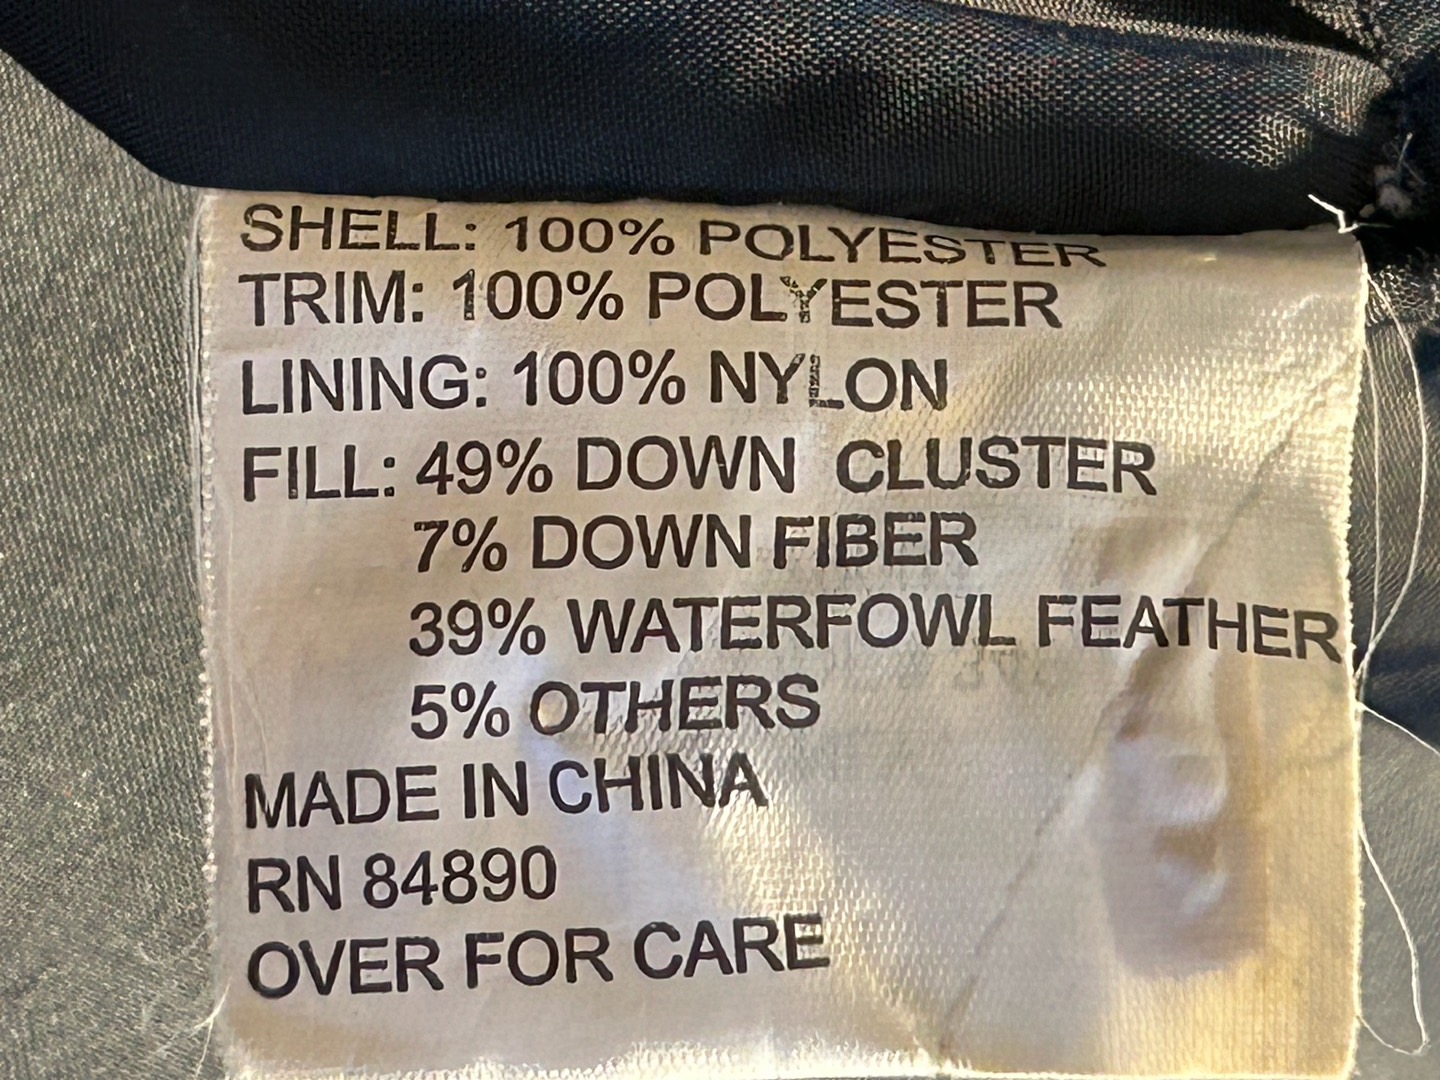 SHELL: 100% POLYESTER
TRIM: 100% POLYESTER
LINING: 100% NYLON
FILL: 49% DOWN CLUSTER
7% DOWN FIBER
39% WATERFOWL FEATHER
5% OTHERS
MADE IN CHINA
RN 84890
OVER FOR CARE